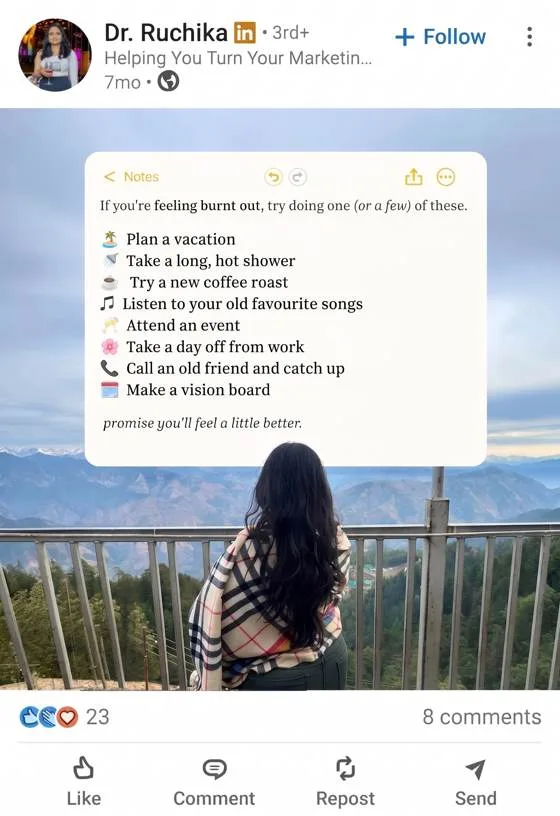 Dr. Ruchika in • 3rd+
+ Follow
Helping You Turn Your Marketin...
7mo •
< Notes
If you're feeling burnt out, try doing one (or a few) of these.
🏝️ Plan a vacation
🚿 Take a long, hot shower
☕ Try a new coffee roast
🎵 Listen to your old favourite songs
🥂 Attend an event
🌸 Take a day off from work
📞 Call an old friend and catch up
🗓️ Make a vision board
promise you'll feel a little better.
23
8 comments
Like
Comment
Repost
Send